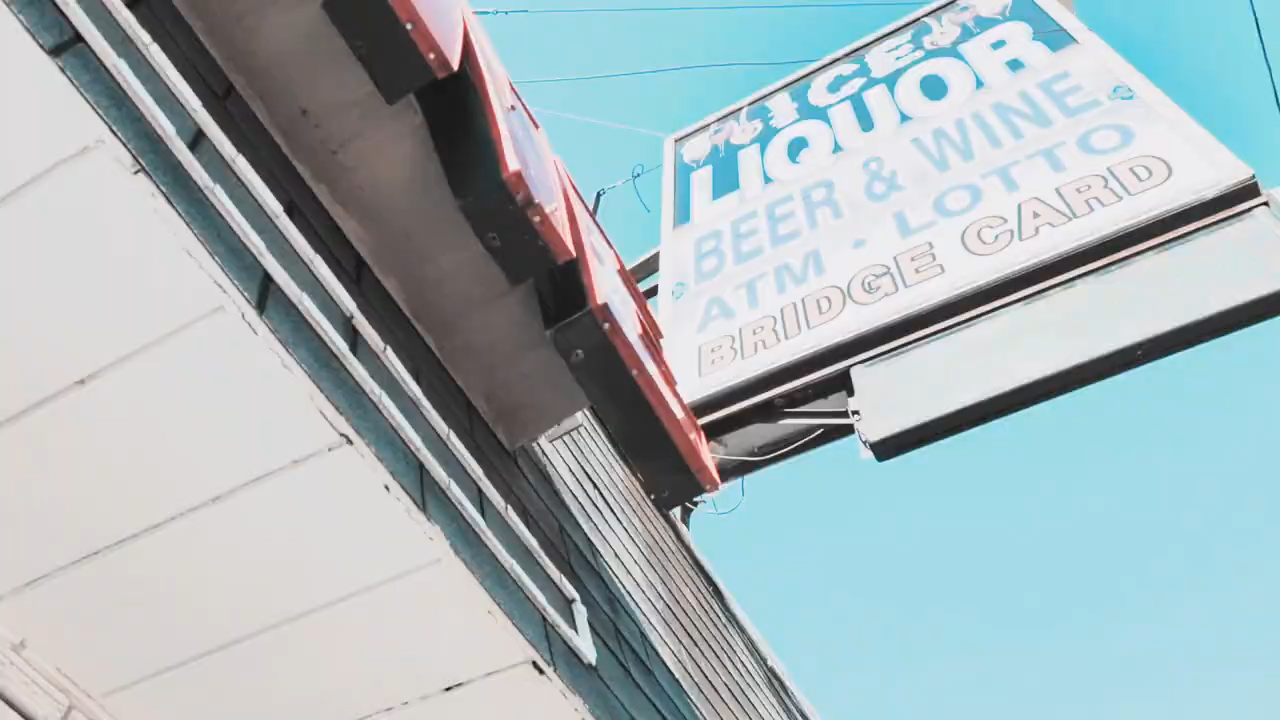 ICE
LIQUOR
BEER & WINE
ATM · LOTTO
BRIDGE CARD